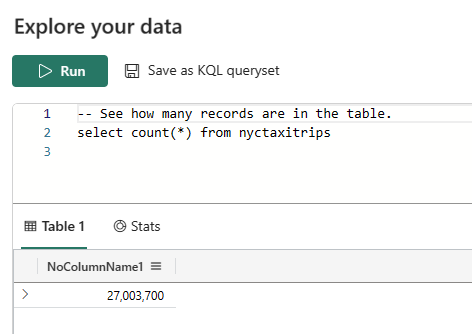 Explore your data
Run
Save as KQL queryset
1 -- See how many records are in the table.
2 select count(*) from nyctaxitrips
3
Table 1
Stats
NoColumnName1
27,003,700